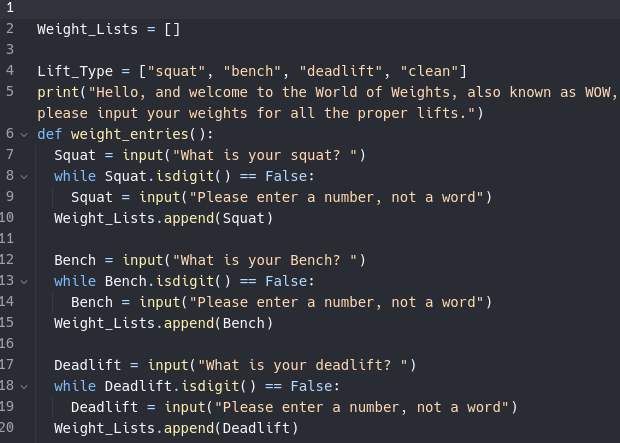 1
2 Weight_Lists = []
3
4 Lift_Type = ["squat", "bench", "deadlift", "clean"]
5 print("Hello, and welcome to the World of Weights, also known as WOW,
please input your weights for all the proper lifts.")
6 def weight_entries():
7   Squat = input("What is your squat? ")
8   while Squat.isdigit() == False:
9     Squat = input("Please enter a number, not a word")
10   Weight_Lists.append(Squat)
11
12   Bench = input("What is your Bench? ")
13   while Bench.isdigit() == False:
14     Bench = input("Please enter a number, not a word")
15   Weight_Lists.append(Bench)
16
17   Deadlift = input("What is your deadlift? ")
18   while Deadlift.isdigit() == False:
19     Deadlift = input("Please enter a number, not a word")
20   Weight_Lists.append(Deadlift)